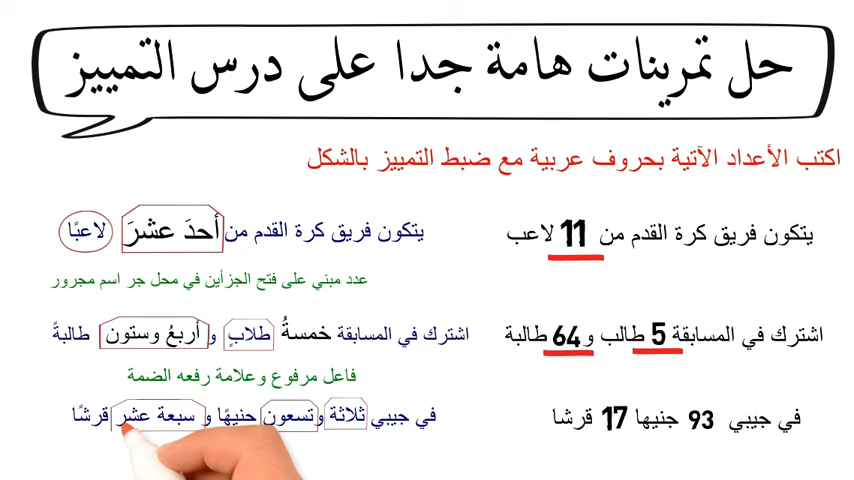 حل تمرينات هامة جدا على درس التمييز
اكتب الأعداد الآتية بحروف عربية مع ضبط التمييز بالشكل
يتكون فريق كرة القدم من 11 لاعب
يتكون فريق كرة القدم من أحدَ عشرَ لاعبًا
عدد مبني على فتح الجزأين في محل جر اسم مجرور
اشترك في المسابقة 5 طالب و64 طالبة
اشترك في المسابقة خمسةُ طلابٍ و أربعُ وستون طالبةً
فاعل مرفوع وعلامة رفعه الضمة
في جيبي 93 جنيها 17 قرشا
في جيبي ثلاثة وتسعون جنيهًا و سبعة عشر قرشًا